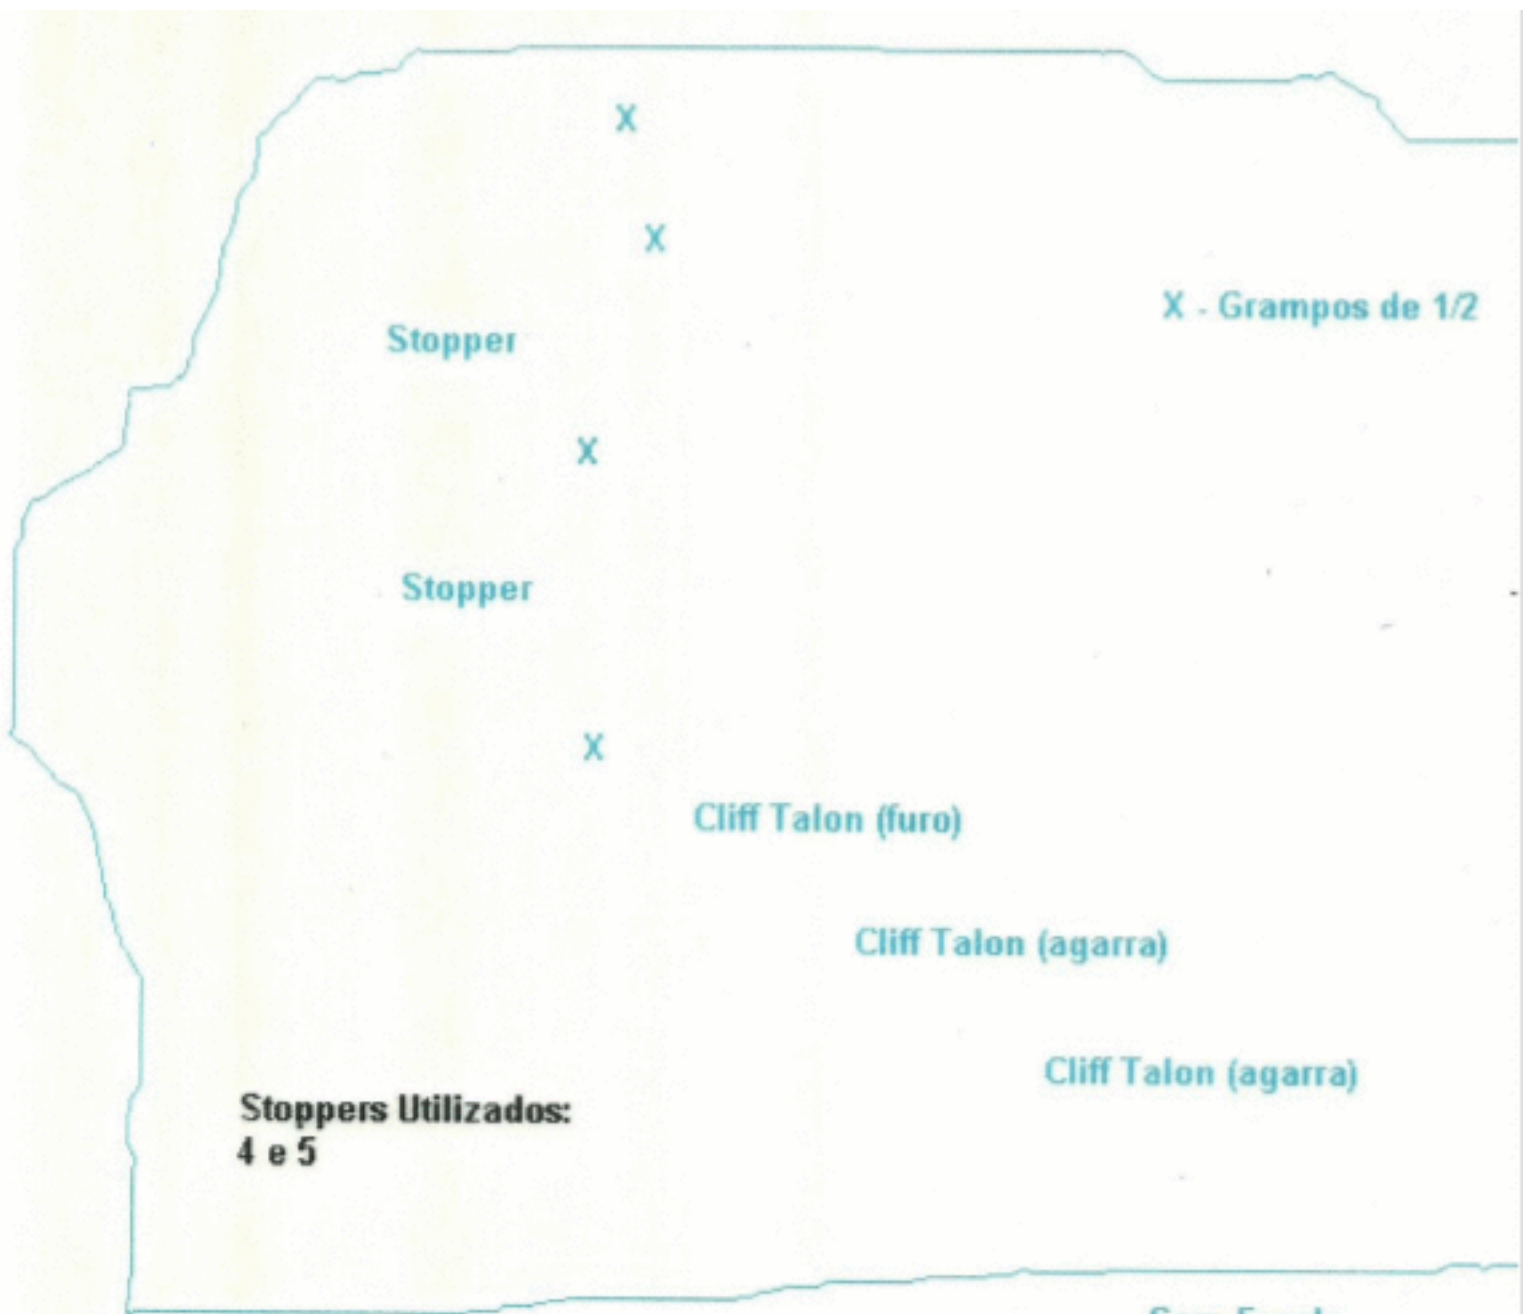 X
X
X - Grampos de 1/2
Stopper
X
Stopper
X
Cliff Talon (furo)
Cliff Talon (agarra)
Cliff Talon (agarra)
Stoppers Utilizados:
4 e 5